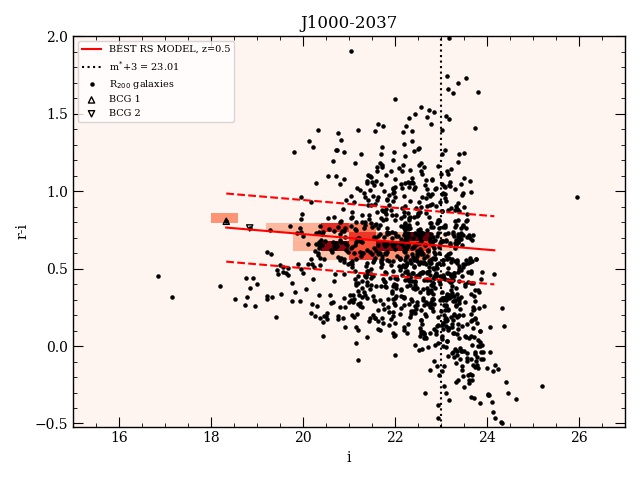 J1000-2037
BEST RS MODEL, z=0.5
m*+3 = 23.01
R200 galaxies
BCG 1
BCG 2
2.0
1.5
1.0
0.5
0.0
−0.5
r-i
16 18 20 22 24 26
i